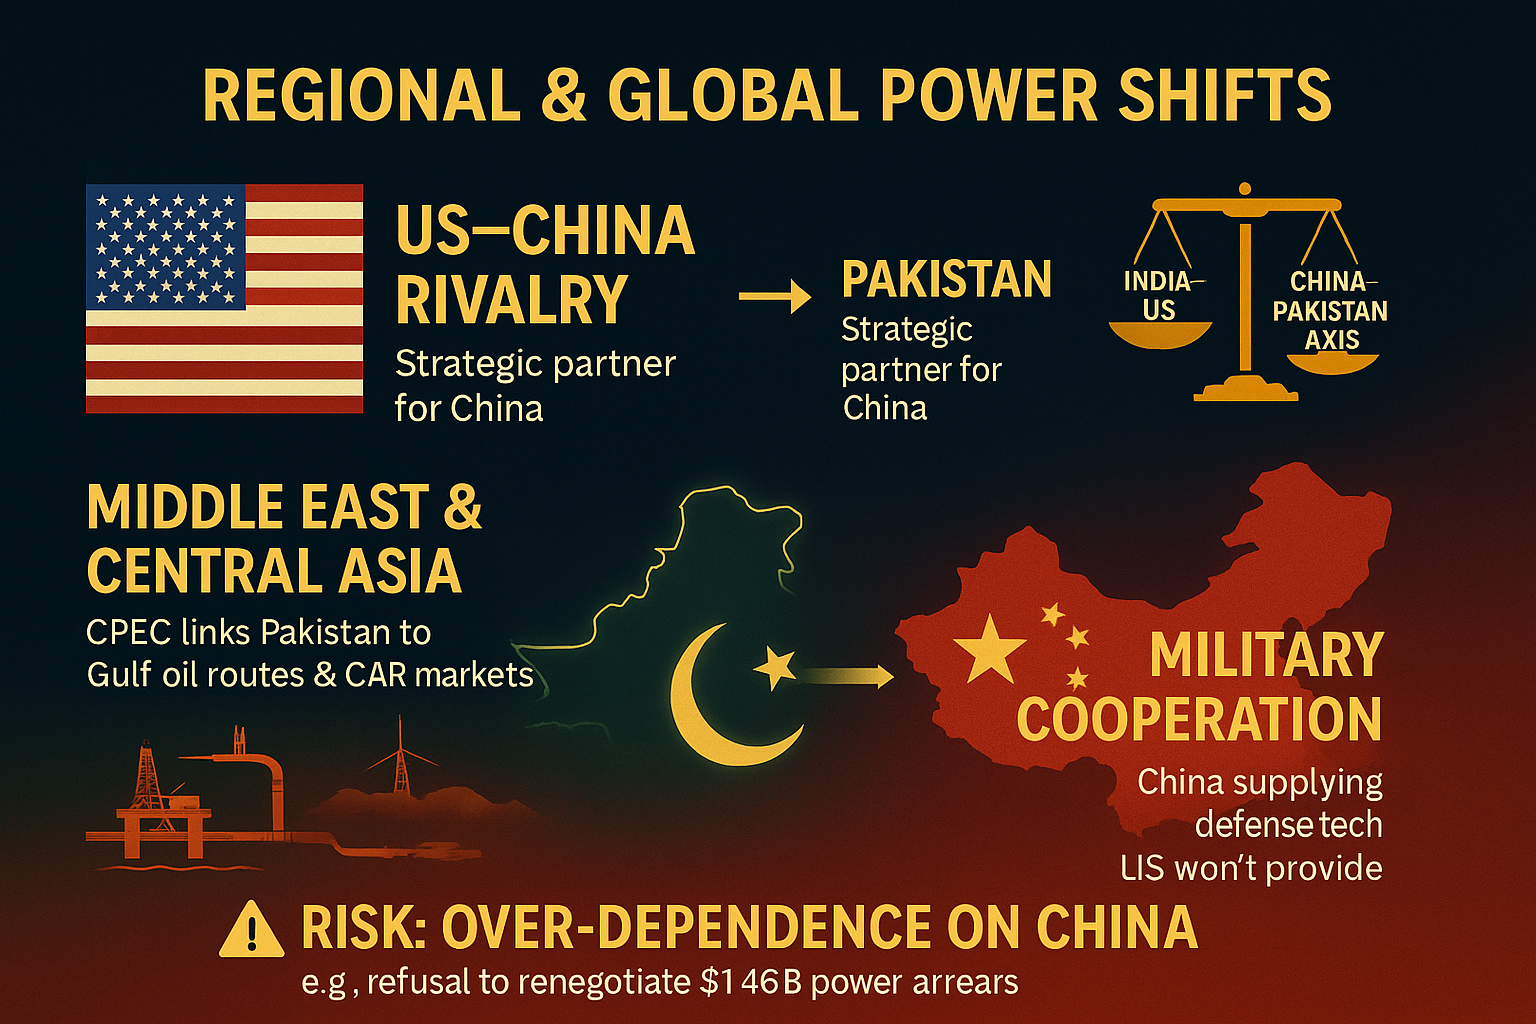 REGIONAL & GLOBAL POWER SHIFTS
US–CHINA
RIVALRY
Strategic partner
for China
PAKISTAN
Strategic
partner for
China
INDIA–
US
CHINA–
PAKISTAN
AXIS
MIDDLE EAST &
CENTRAL ASIA
CPEC links Pakistan to
Gulf oil routes & CAR markets
MILITARY
COOPERATION
China supplying
defense tech
LIS won't provide
RISK: OVER-DEPENDENCE ON CHINA
e.g, refusal to renegotiate $146B power arrears